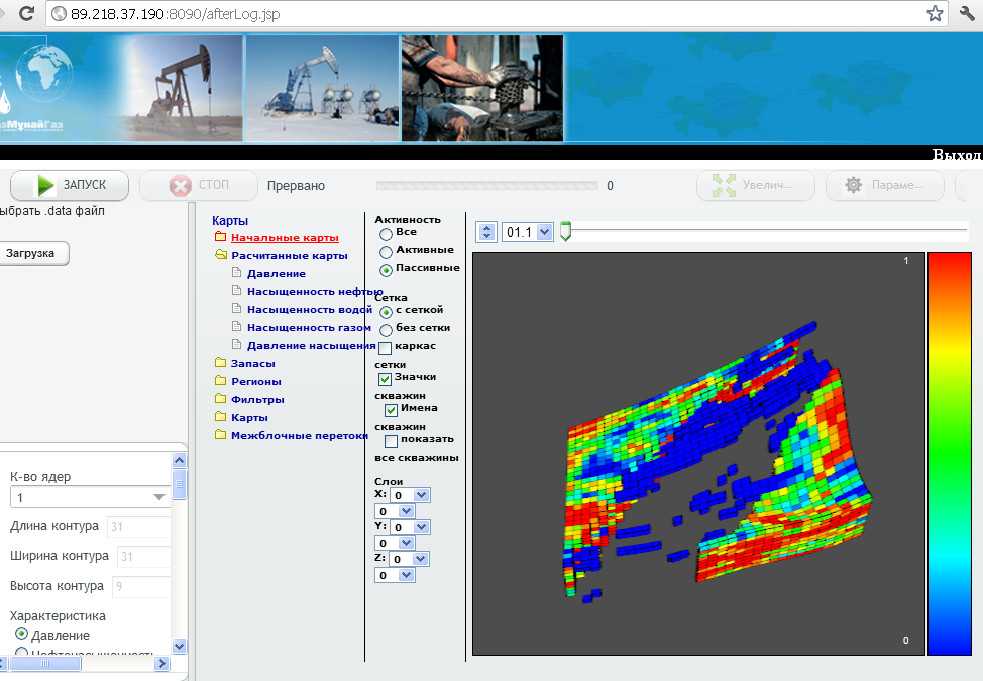 89.218.37.190:8090/afterLog.jsp
МунайГаз
Выход
ЗАПУСК
СТОП
Прервано
0
Увелич...
Параме...
ыбрать .data файл
Загрузка
Карты
Начальные карты
Расчитанные карты
Давление
Насыщенность нефтью
Насыщенность водой
Насыщенность газом
Давление насыщения
Запасы
Регионы
Фильтры
Карты
Межблочные перетоки
Активность
Все
Активные
Пассивные
Сетка
с сеткой
без сетки
каркас
сетки
Значки
скважин
Имена
скважин
показать
все скважины
Слои
X: 0
0
Y: 0
0
Z: 0
0
01.1
1
0
К-во ядер
1
Длина контура 31
Ширина контура 31
Высота контура 9
Характеристика
Давление